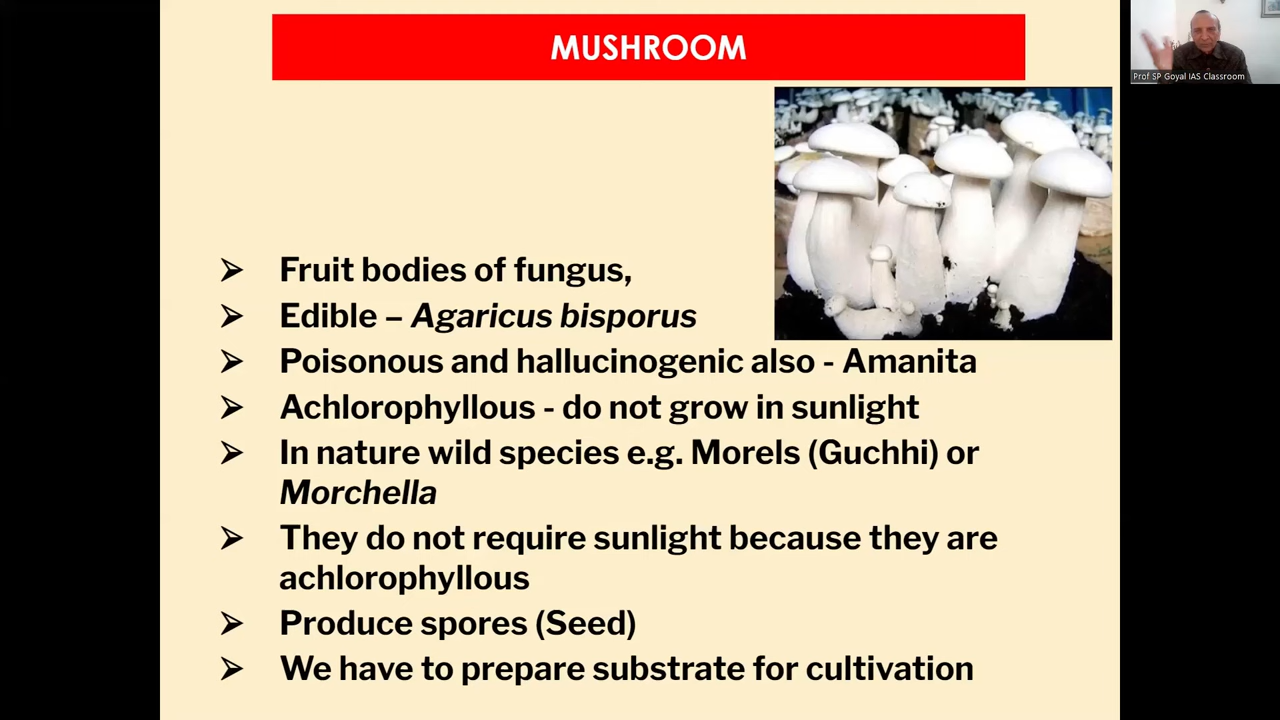 MUSHROOM
Prof SP Goyal IAS Classroom
➢ Fruit bodies of fungus,
➢ Edible – Agaricus bisporus
➢ Poisonous and hallucinogenic also - Amanita
➢ Achlorophyllous - do not grow in sunlight
➢ In nature wild species e.g. Morels (Guchhi) or
Morchella
➢ They do not require sunlight because they are
achlorophyllous
➢ Produce spores (Seed)
➢ We have to prepare substrate for cultivation